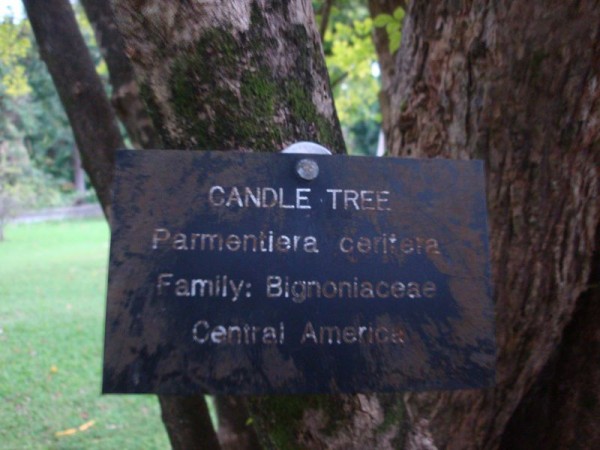 CANDLE TREE
Parmentiera cerifera
Family: Bignoniaceae
Central America